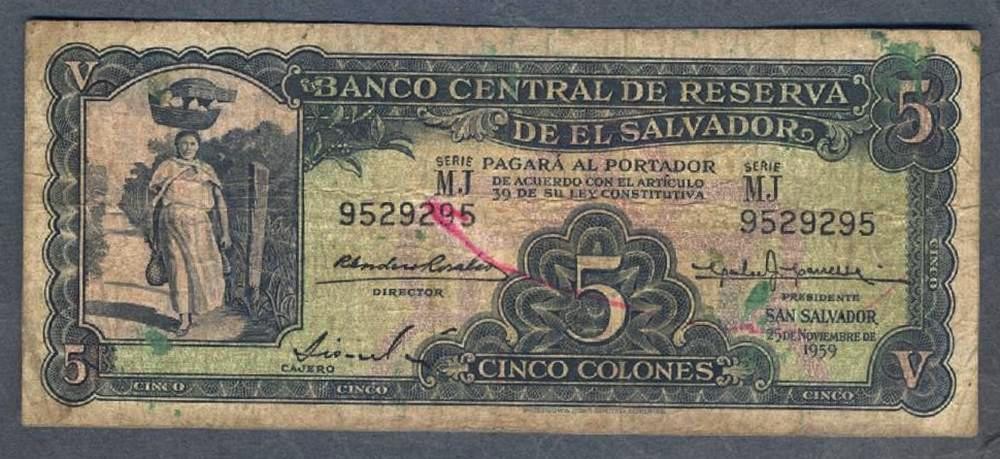 V
BANCO CENTRAL DE RESERVA
DE EL SALVADOR
5
SERIE PAGARÁ AL PORTADOR SERIE
MJ DE ACUERDO CON EL ARTÍCULO MJ
39 DE SU LEY CONSTITUTIVA
9529295 9529295
5
DIRECTOR
PRESIDENTE
SAN SALVADOR
25 DE NOVIEMBRE DE
1959
CINCO
CAJERO
CINCO COLONES
5 V
CINCO CINCO CINCO